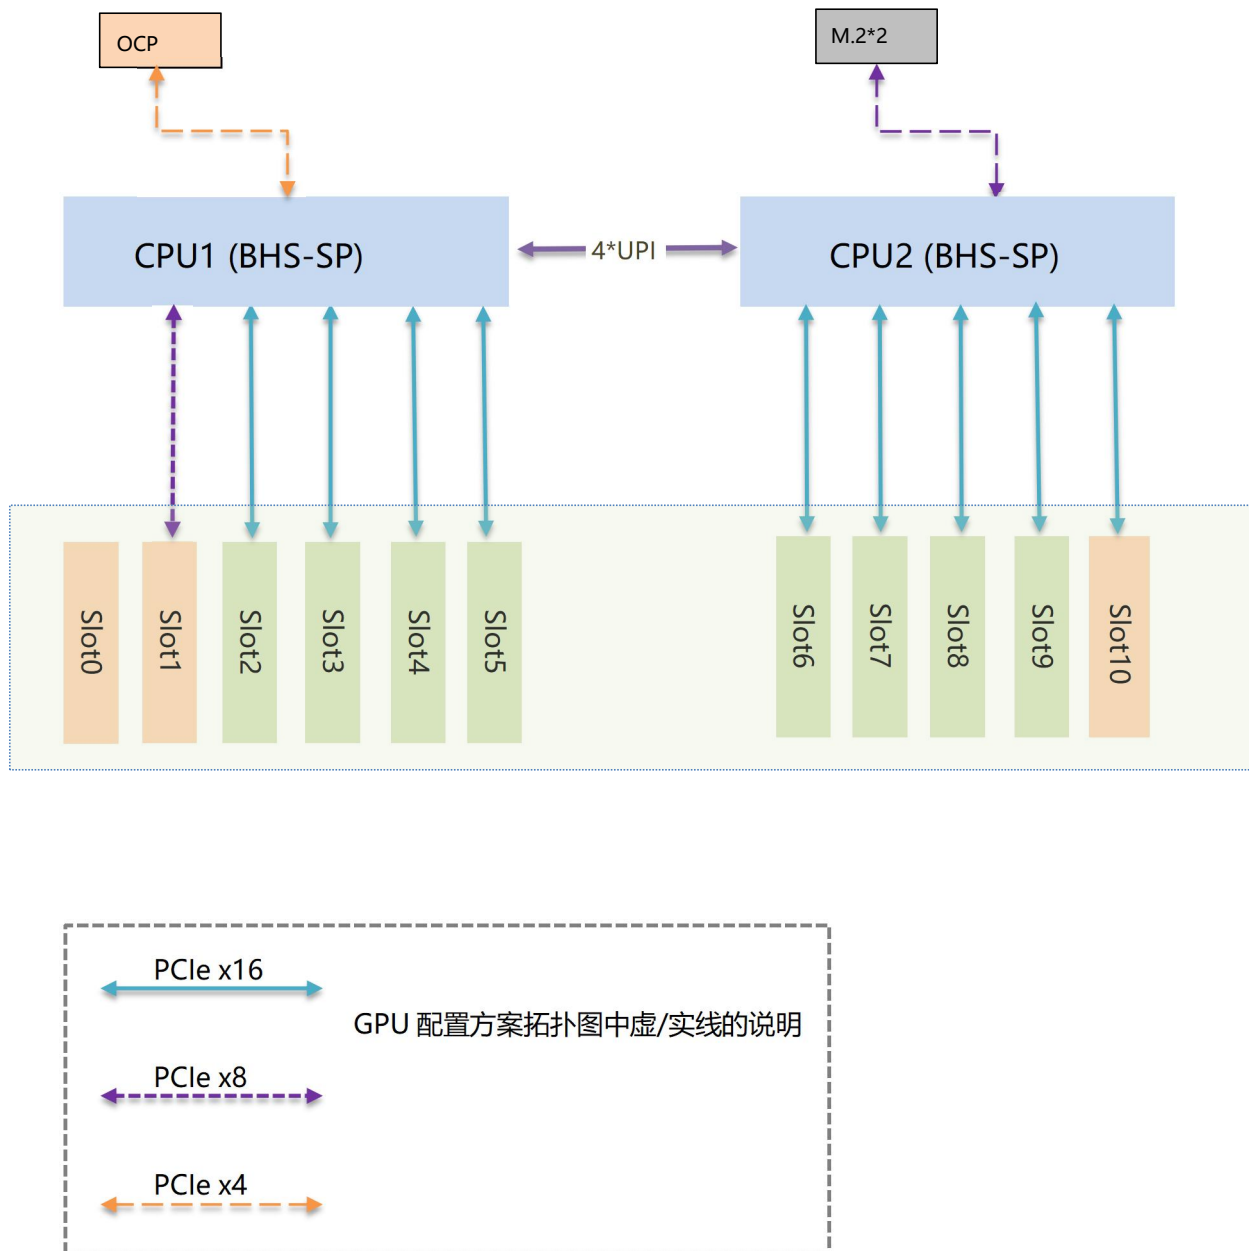 OCP
M.2*2
CPU1 (BHS-SP)
4*UPI
CPU2 (BHS-SP)
Slot0
Slot1
Slot2
Slot3
Slot4
Slot5
Slot6
Slot7
Slot8
Slot9
Slot10
PCIe x16
GPU 配置方案拓扑图中虚/实线的说明
PCIe x8
PCIe x4